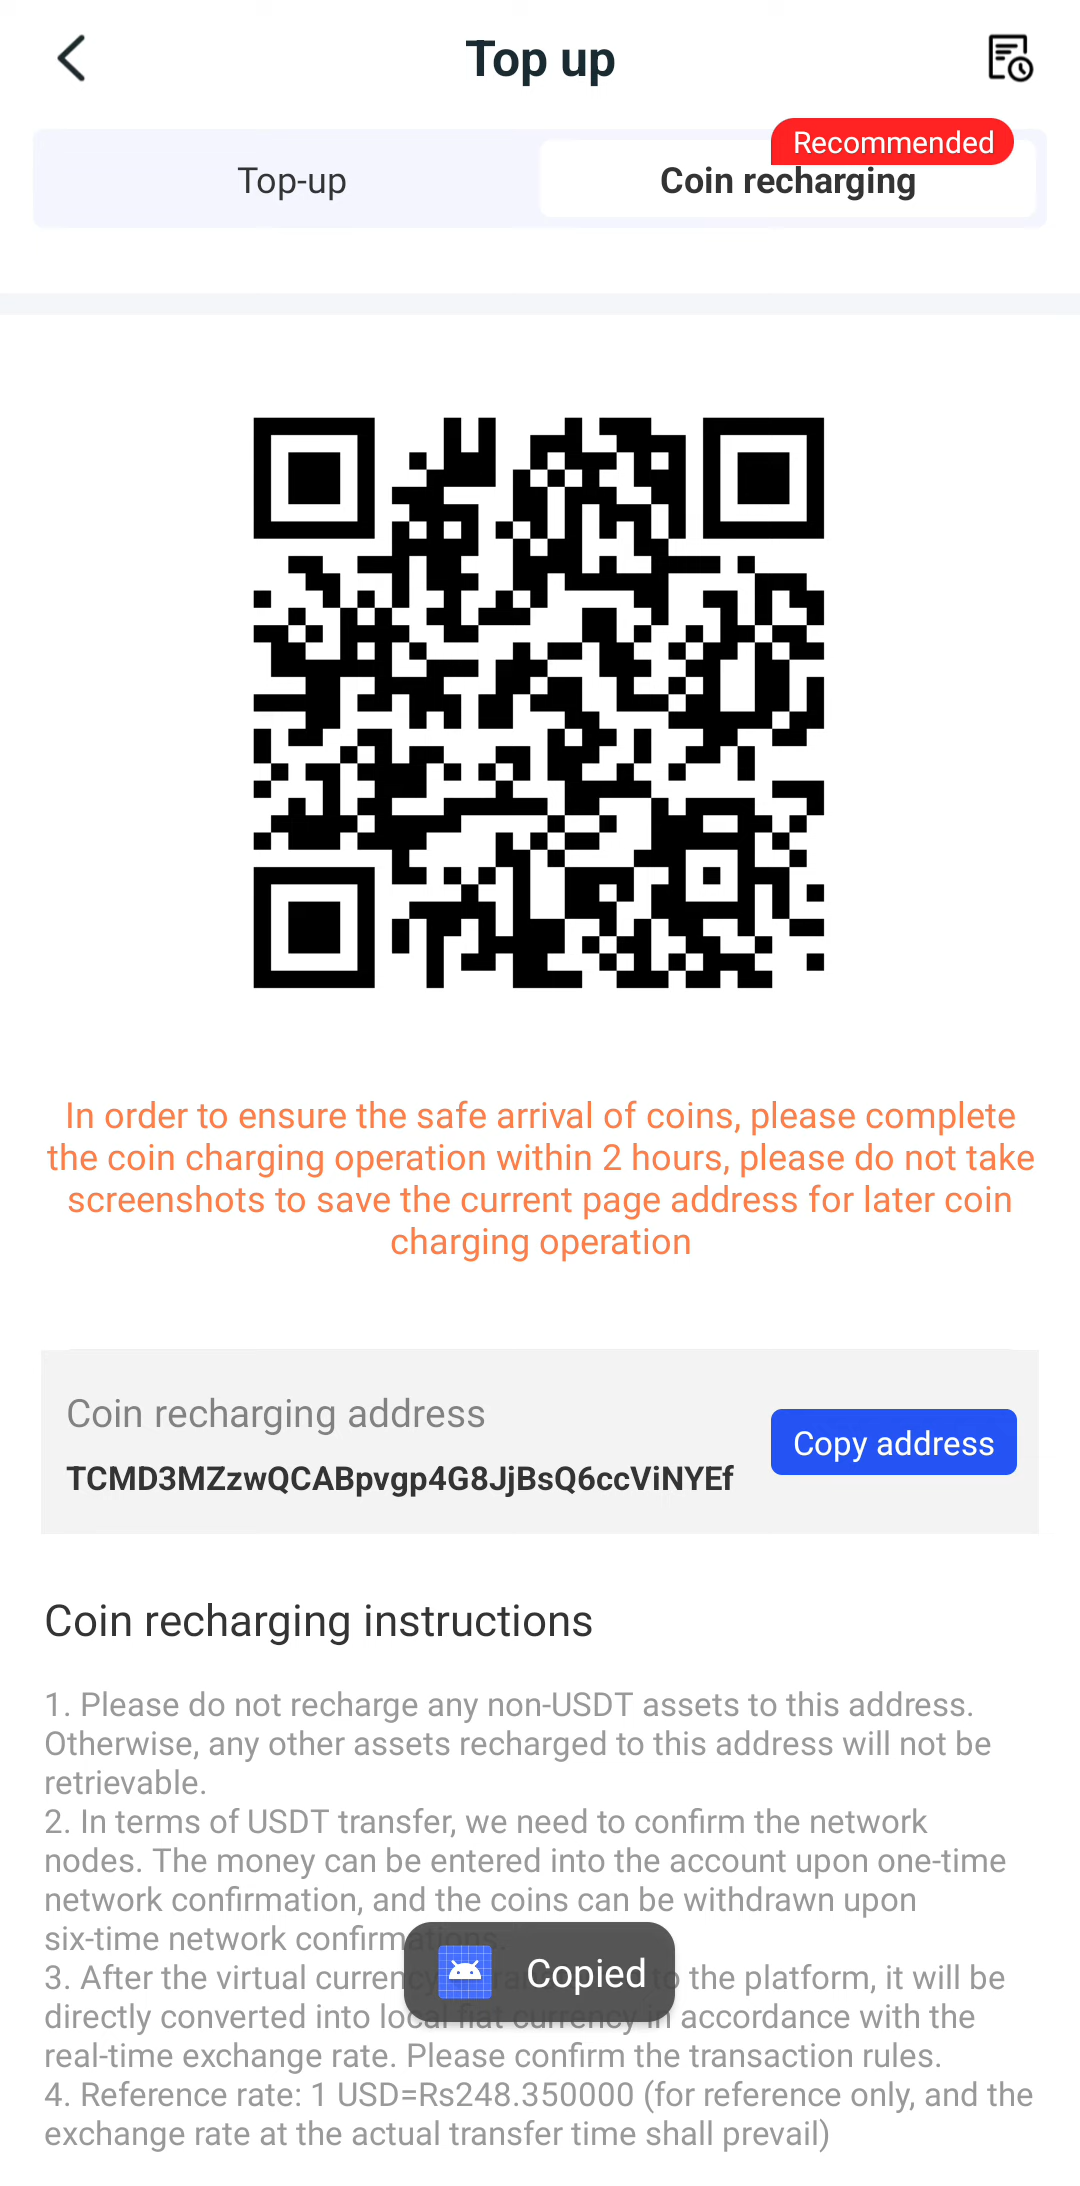 Top up
Recommended
Top-up
Coin recharging
In order to ensure the safe arrival of coins, please complete
the coin charging operation within 2 hours, please do not take
screenshots to save the current page address for later coin
charging operation
Coin recharging address
Copy address
TCMD3MZzwQCABpvgp4G8JjBsQ6ccViNYEf
Coin recharging instructions
1. Please do not recharge any non-USDT assets to this address.
Otherwise, any other assets recharged to this address will not be
retrievable.
2. In terms of USDT transfer, we need to confirm the network
nodes. The money can be entered into the account upon one-time
network confirmation, and the coins can be withdrawn upon
six-time network confirmations.
3. After the virtual currency to the platform, it will be
Copied
directly converted into local fiat currency in accordance with the
real-time exchange rate. Please confirm the transaction rules.
4. Reference rate: 1 USD=Rs248.350000 (for reference only, and the
exchange rate at the actual transfer time shall prevail)